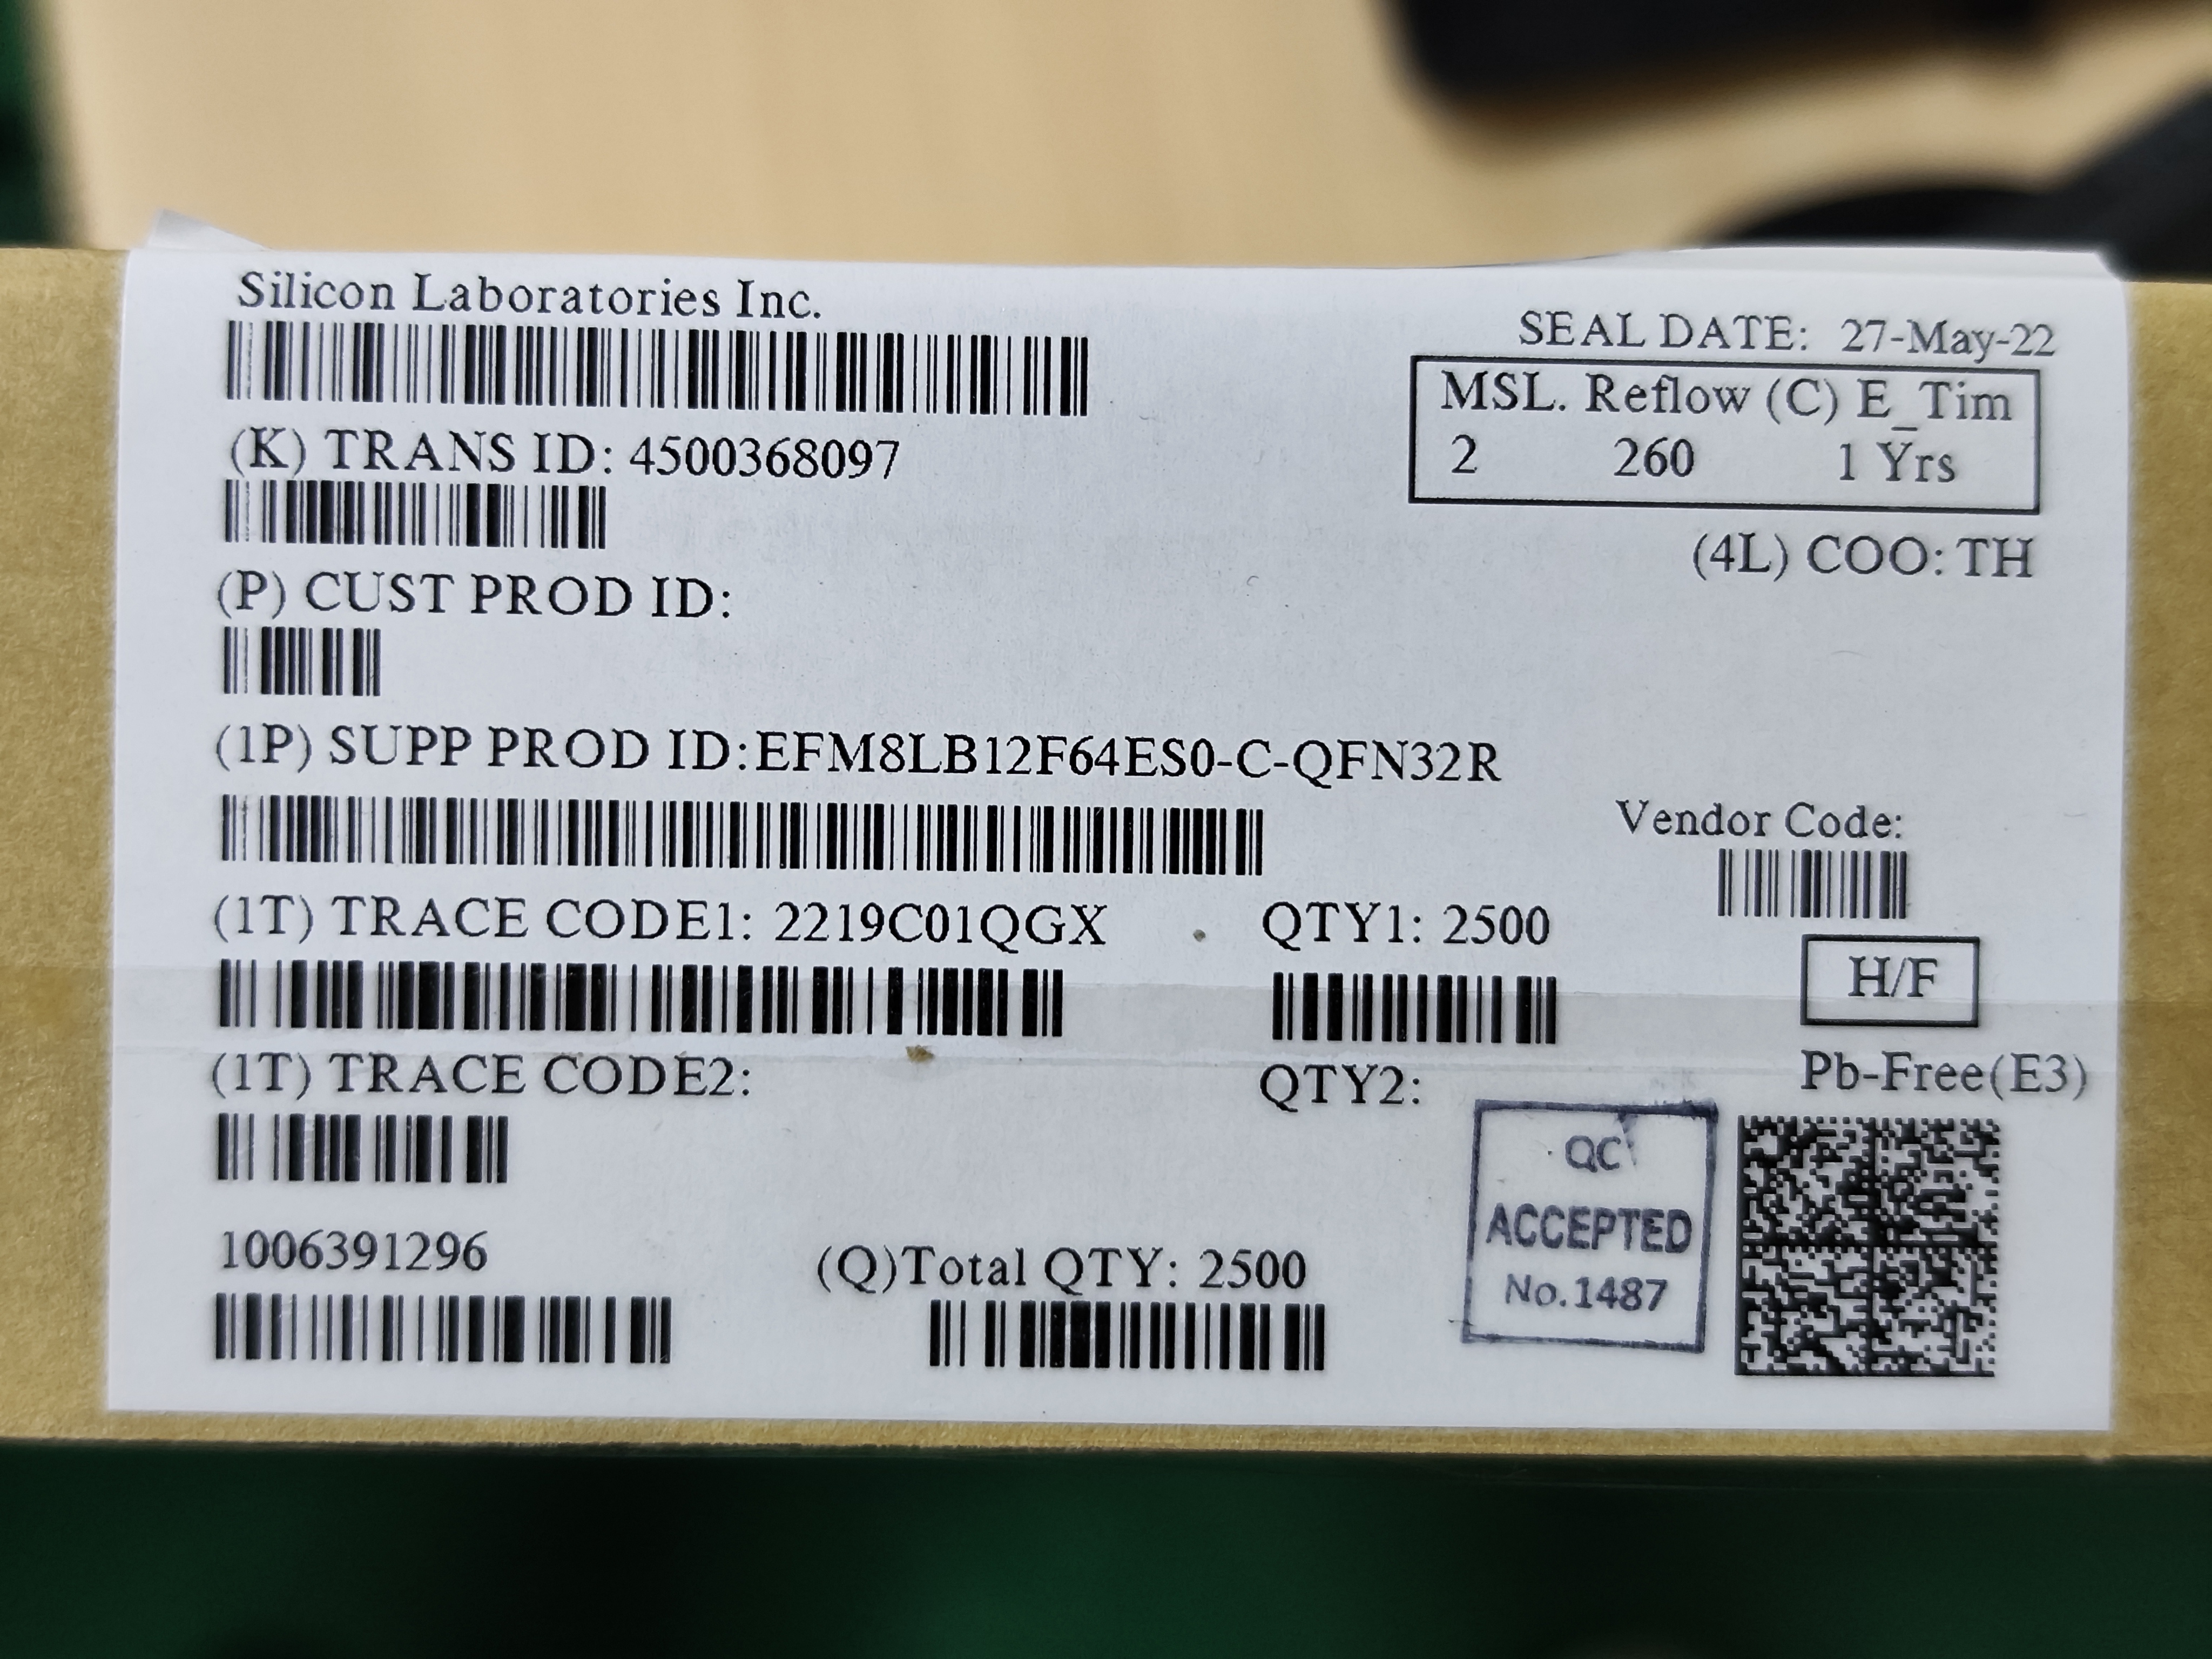 Silicon Laboratories Inc.
SEAL DATE: 27-May-22
MSL. Reflow (C) E_Tim
2 260 1 Yrs
(K) TRANS ID: 4500368097
(4L) COO: TH
(P) CUST PROD ID:
(1P) SUPP PROD ID:EFM8LB12F64ES0-C-QFN32R
Vendor Code:
(1T) TRACE CODE1: 2219C01QGX
QTY1: 2500
H/F
(1T) TRACE CODE2:
QTY2:
Pb-Free(E3)
QC
ACCEPTED
No.1487
1006391296
(Q)Total QTY: 2500